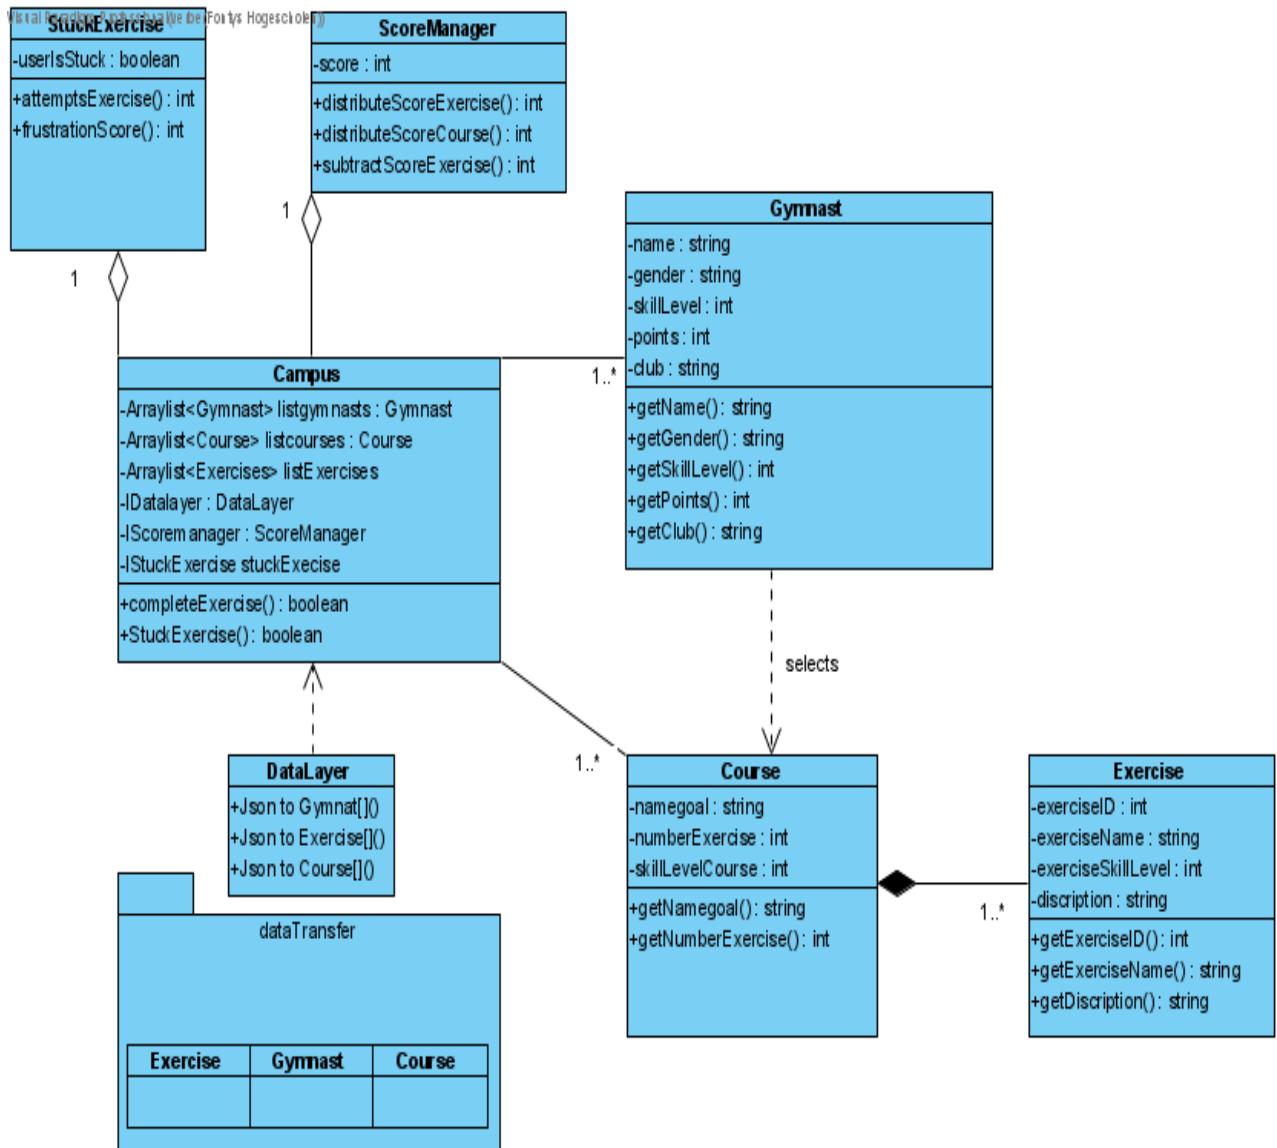 StuckExercise
-userIsStuck : boolean
+attemptsExercise() : int
+frustrationScore() : int
1
ScoreManager
-score : int
+distributeScoreExercise() : int
+distributeScoreCourse() : int
+subtractScoreExercise() : int
1
Gymnast
-name : string
-gender : string
-skillLevel : int
-points : int
-club : string
+getName() : string
+getGender() : string
+getSkillLevel() : int
+getPoints() : int
+getClub() : string
1..*
Campus
-Arraylist<Gymnast> listgymnasts : Gymnast
-Arraylist<Course> listcourses : Course
-Arraylist<Exercises> listExercises
-IDatalayer : DataLayer
-IScoremanager : ScoreManager
-IStuckExercise stuckExecise
+completeExercise() : boolean
+StuckExercise() : boolean
selects
1..*
DataLayer
+Json to Gymnat[]()
+Json to Exercise[]()
+Json to Course[]()
Course
-namegoal : string
-numberExercise : int
-skillLevelCourse : int
+getNamegoal() : string
+getNumberExercise() : int
1..*
Exercise
-exerciseID : int
-exerciseName : string
-exerciseSkillLevel : int
-discription : string
+getExerciseID() : int
+getExerciseName() : string
+getDiscription() : string
dataTransfer
Exercise
Gymnast
Course
(Fontys Hogescholen)